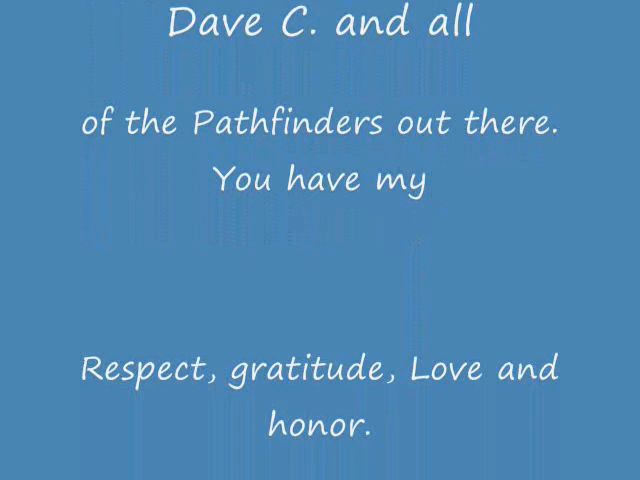 Dave C. and all
of the Pathfinders out there.
You have my
Respect, gratitude, Love and
honor.